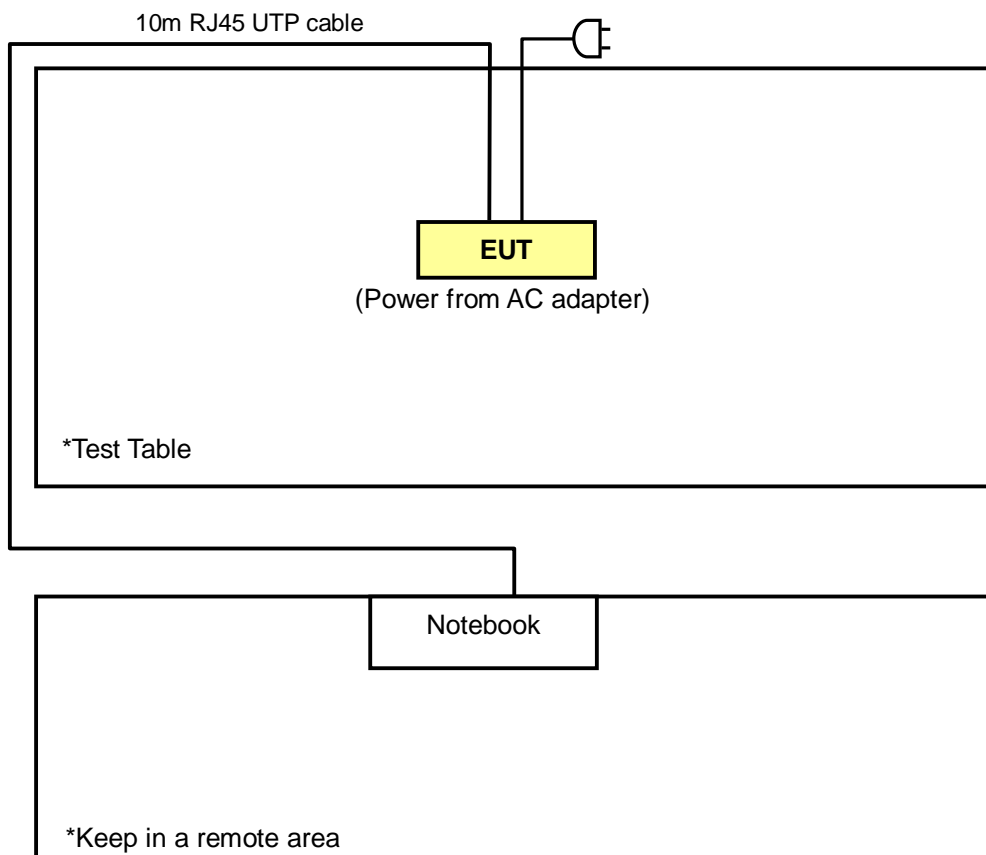 10m RJ45 UTP cable
EUT
(Power from AC adapter)
*Test Table
Notebook
*Keep in a remote area